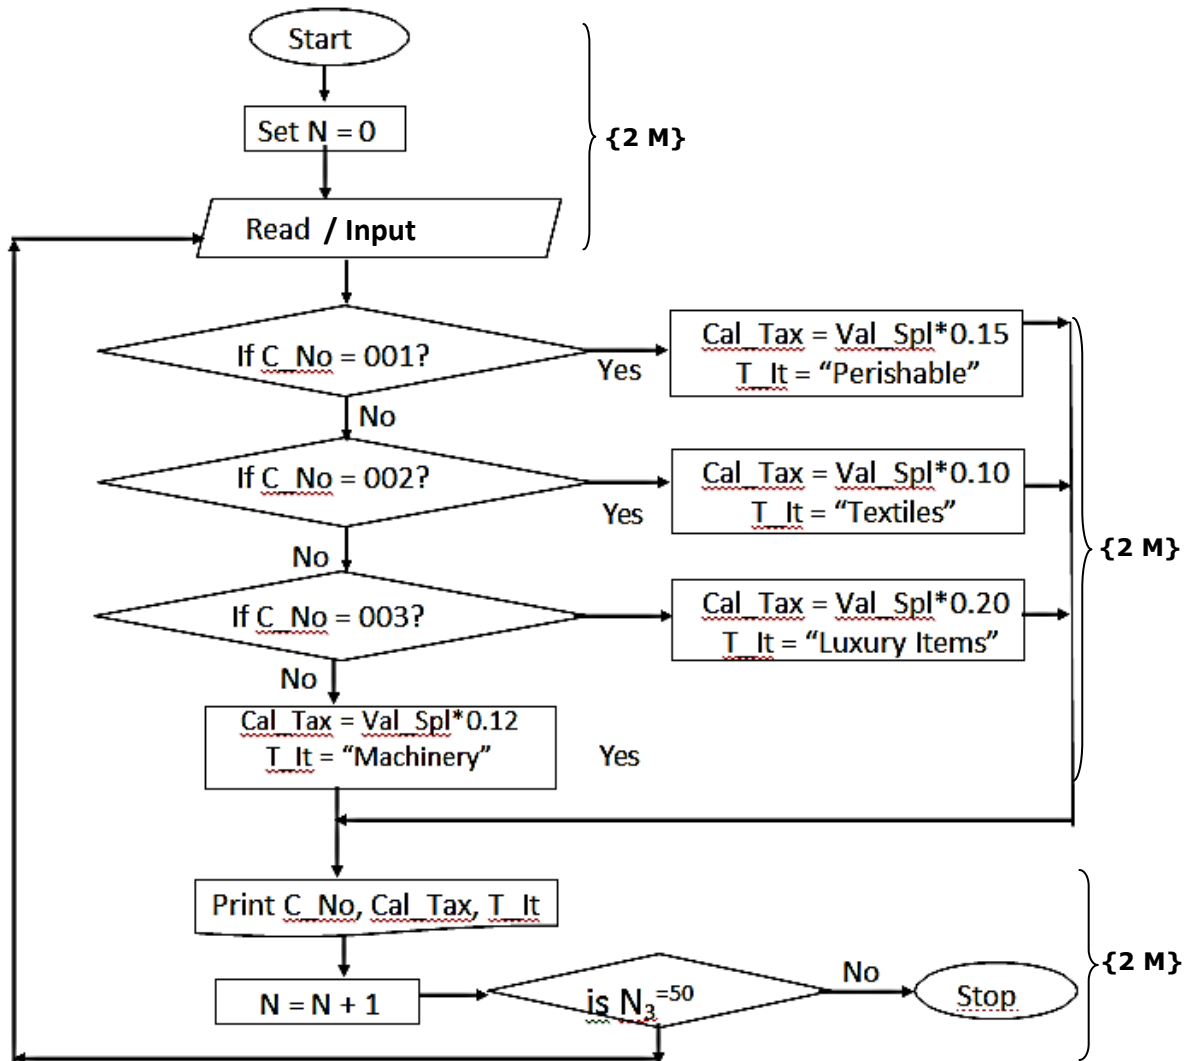 Start
Set N = 0
{2 M}
Read / Input
If C_No = 001?
Yes
Cal_Tax = Val_Spl*0.15
T_It = “Perishable”
No
If C_No = 002?
Yes
Cal_Tax = Val_Spl*0.10
T_It = “Textiles”
No
{2 M}
If C_No = 003?
Cal_Tax = Val_Spl*0.20
T_It = “Luxury Items”
No
Cal_Tax = Val_Spl*0.12
T_It = “Machinery”
Yes
Print C_No, Cal_Tax, T_It
N = N + 1
is N3=50
No
Stop
{2 M}